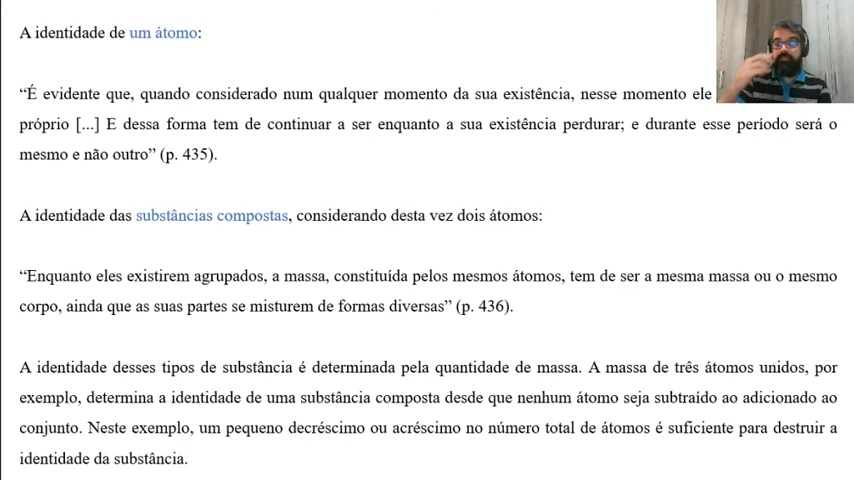 A identidade de um átomo:
“É evidente que, quando considerado num qualquer momento da sua existência, nesse momento ele
próprio [...] E dessa forma tem de continuar a ser enquanto a sua existência perdurar; e durante esse período será o
mesmo e não outro” (p. 435).
A identidade das substâncias compostas, considerando desta vez dois átomos:
“Enquanto eles existirem agrupados, a massa, constituída pelos mesmos átomos, tem de ser a mesma massa ou o mesmo
corpo, ainda que as suas partes se misturem de formas diversas” (p. 436).
A identidade desses tipos de substância é determinada pela quantidade de massa. A massa de três átomos unidos, por
exemplo, determina a identidade de uma substância composta desde que nenhum átomo seja subtraído ao adicionado ao
conjunto. Neste exemplo, um pequeno decréscimo ou acréscimo no número total de átomos é suficiente para destruir a
identidade da substância.